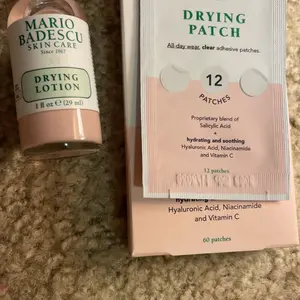 MARIO
BADESCU
SKIN CARE
Since 1967
DRYING
LOTION
1 fl oz ℮ (29 ml)
DRYING
PATCH
All-day wear, clear adhesive patches.
12
PATCHES
Proprietary blend of
Salicylic Acid
+
hydrating and soothing
Hyaluronic Acid, Niacinamide
and Vitamin C
12 patches
Hyaluronic Acid, Niacinamide
and Vitamin C
60 patches